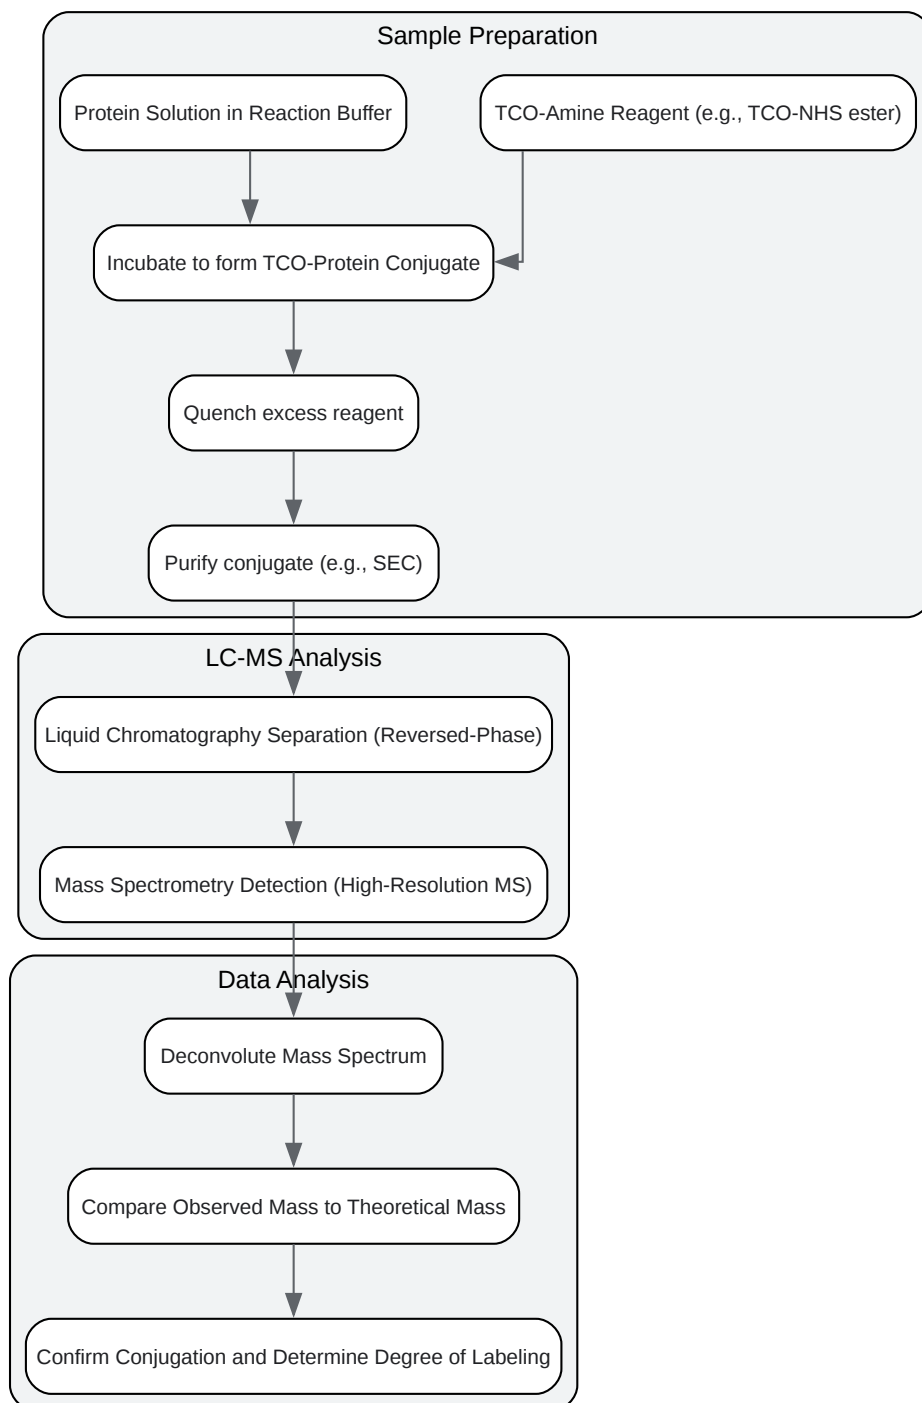 Sample Preparation
Protein Solution in Reaction Buffer
TCO-Amine Reagent (e.g., TCO-NHS ester)
Incubate to form TCO-Protein Conjugate
Quench excess reagent
Purify conjugate (e.g., SEC)
LC-MS Analysis
Liquid Chromatography Separation (Reversed-Phase)
Mass Spectrometry Detection (High-Resolution MS)
Data Analysis
Deconvolute Mass Spectrum
Compare Observed Mass to Theoretical Mass
Confirm Conjugation and Determine Degree of Labeling